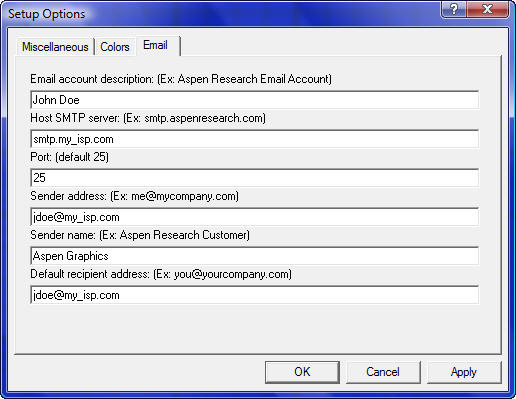 Setup Options
Miscellaneous Colors Email
Email account description: (Ex: Aspen Research Email Account)
John Doe
Host SMTP server: (Ex: smtp.aspenresearch.com)
smtp.my_isp.com
Port: (default 25)
25
Sender address: (Ex: me@mycompany.com)
jdoe@my_isp.com
Sender name: (Ex: Aspen Research Customer)
Aspen Graphics
Default recipient address: (Ex: you@yourcompany.com)
jdoe@my_isp.com
OK Cancel Apply